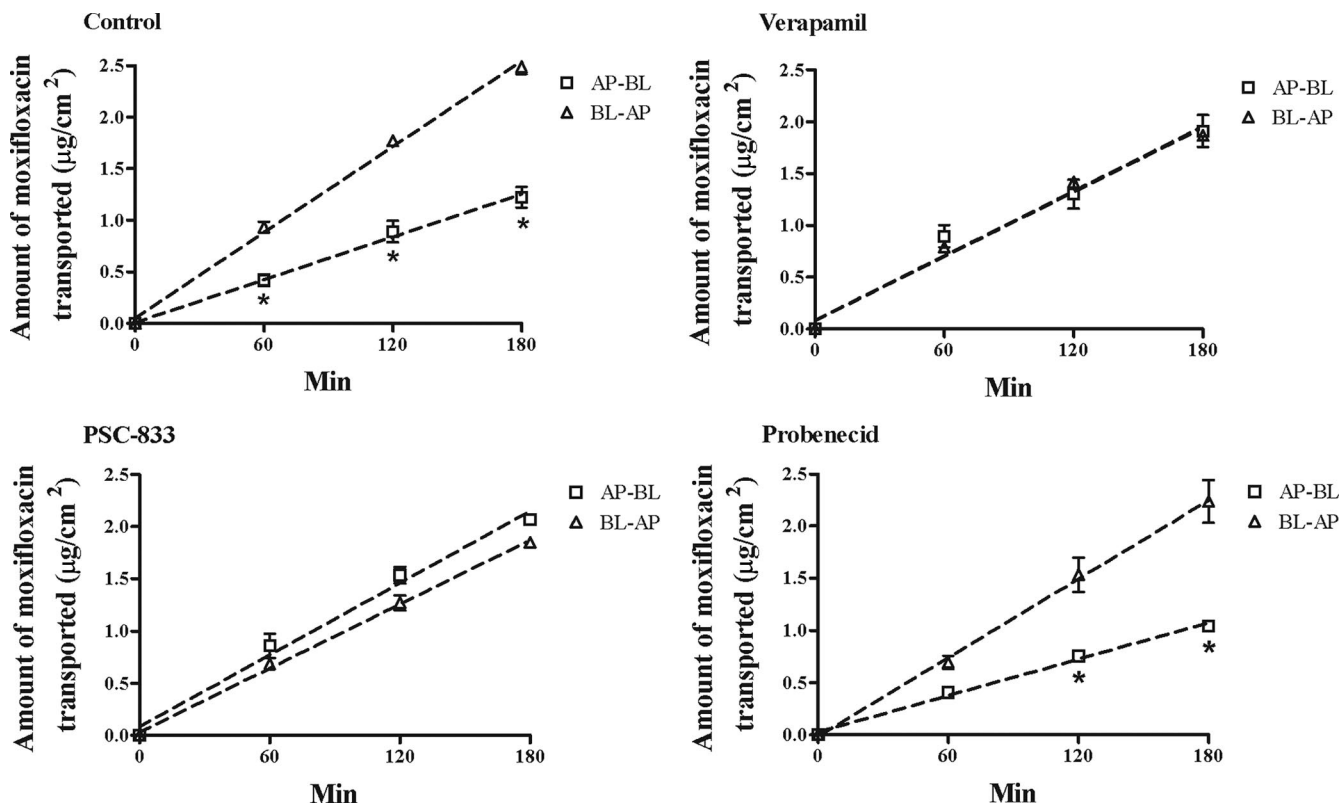 Control
Amount of moxifloxacin
transported (µg/cm²)
2.5
2.0
1.5
1.0
0.5
0.0
*
*
*
0 60 120 180
Min
AP-BL
BL-AP
Verapamil
Amount of moxifloxacin
transported (µg/cm²)
2.5
2.0
1.5
1.0
0.5
0.0
0 60 120 180
Min
AP-BL
BL-AP
PSC-833
Amount of moxifloxacin
transported (µg/cm²)
2.5
2.0
1.5
1.0
0.5
0.0
0 60 120 180
Min
AP-BL
BL-AP
Probenecid
Amount of moxifloxacin
transported (µg/cm²)
2.5
2.0
1.5
1.0
0.5
0.0
*
*
0 60 120 180
Min
AP-BL
BL-AP